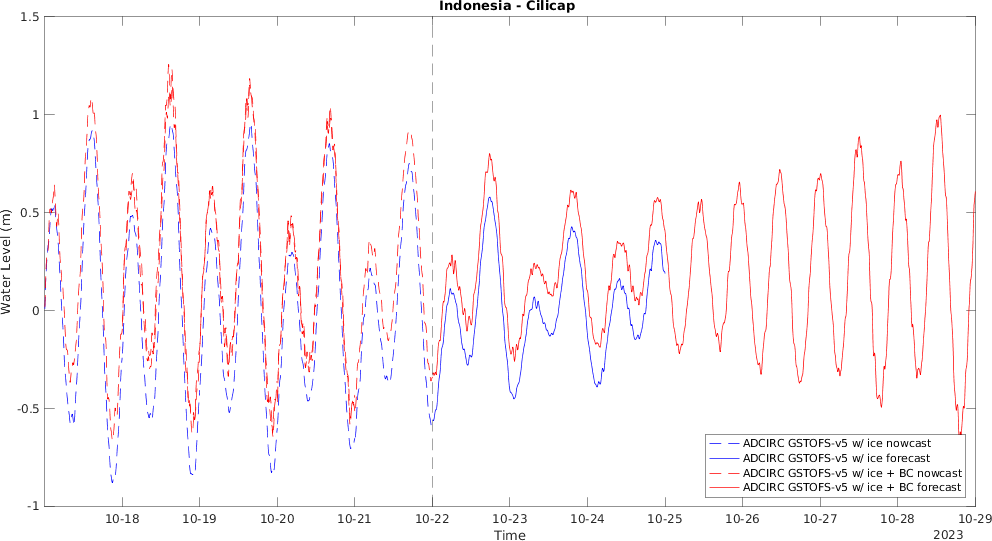 Indonesia - Cilicap
1.5
1
0.5
0
-0.5
-1
Water Level (m)
10-18 10-19 10-20 10-21 10-22 10-23 10-24 10-25 10-26 10-27 10-28 10-29
Time
2023
ADCIRC GSTOFS-v5 w/ ice nowcast
ADCIRC GSTOFS-v5 w/ ice forecast
ADCIRC GSTOFS-v5 w/ ice + BC nowcast
ADCIRC GSTOFS-v5 w/ ice + BC forecast